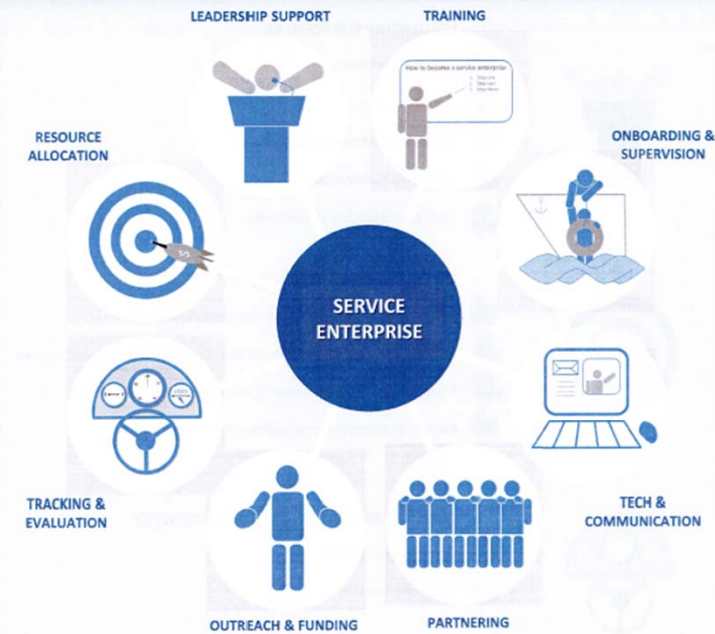 LEADERSHIP SUPPORT
TRAINING
How to become a service enterprise
RESOURCE
ALLOCATION
ONBOARDING &
SUPERVISION
$
SERVICE
ENTERPRISE
TRACKING &
EVALUATION
TECH &
COMMUNICATION
OUTREACH & FUNDING
PARTNERING